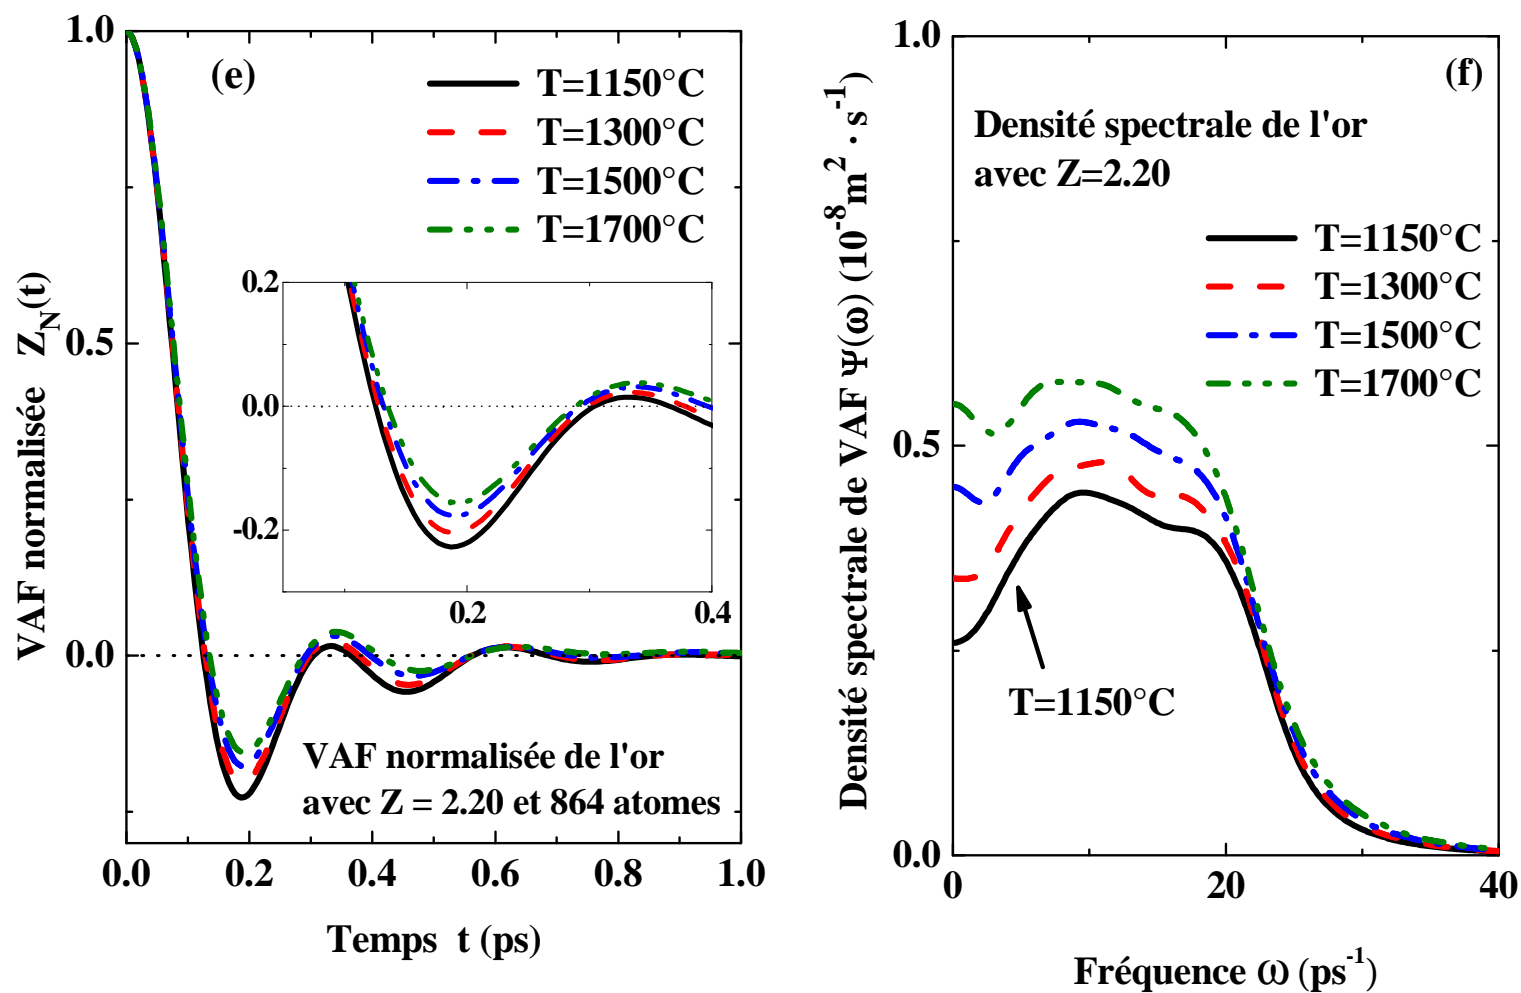 (e)
T=1150°C
T=1300°C
T=1500°C
T=1700°C
VAF normalisée Z_N(t)
1.0
0.5
0.0
0.2
0.0
-0.2
0.2
0.4
VAF normalisée de l'or
avec Z = 2.20 et 864 atomes
0.0
0.2
0.4
0.6
0.8
1.0
Temps t (ps)
(f)
Densité spectrale de l'or
avec Z=2.20
T=1150°C
T=1300°C
T=1500°C
T=1700°C
T=1150°C
Densité spectrale de VAF Ψ(ω) (10⁻⁸m² · s⁻¹)
1.0
0.5
0.0
0
20
40
Fréquence ω (ps⁻¹)